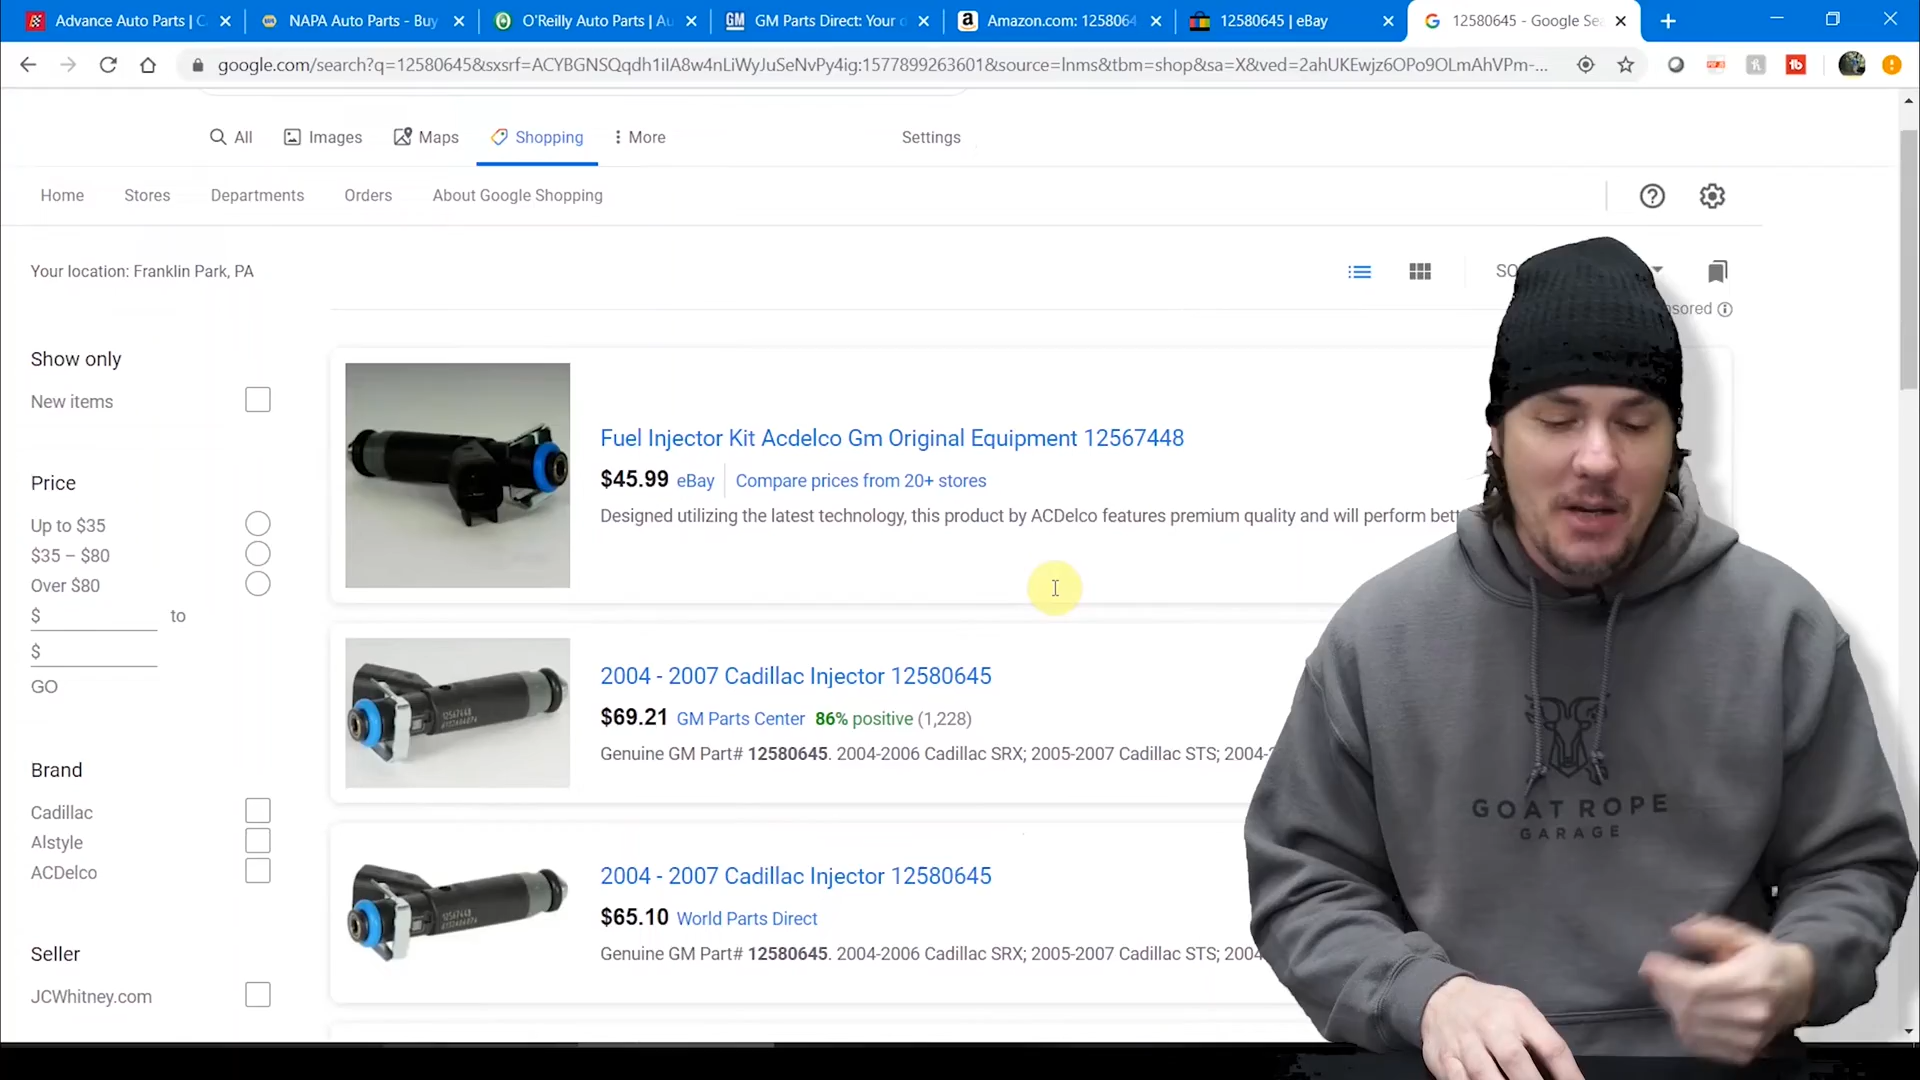 Advance Auto Parts | C
NAPA Auto Parts - Buy
O'Reilly Auto Parts | Au
GM Parts Direct: Your o
Amazon.com: 1258064
12580645 | eBay
12580645 - Google Sea
google.com/search?q=12580645&sxsrf=ACYBGNSQqdh1iIA8w4nLiWyJuSeNvPy4ig:1577899263601&source=lnms&tbm=shop&sa=X&ved=2ahUKEwjz6OPo9OLmAhVPm-...
All
Images
Maps
Shopping
More
Settings
Home
Stores
Departments
Orders
About Google Shopping
Your location: Franklin Park, PA
Show only
New items
Price
Up to $35
$35 – $80
Over $80
$ to
$
GO
Brand
Cadillac
Alstyle
ACDelco
Seller
JCWhitney.com
Fuel Injector Kit Acdelco Gm Original Equipment 12567448
$45.99 eBay Compare prices from 20+ stores
Designed utilizing the latest technology, this product by ACDelco features premium quality and will perform bett
2004 - 2007 Cadillac Injector 12580645
$69.21 GM Parts Center 86% positive (1,228)
Genuine GM Part# 12580645. 2004-2006 Cadillac SRX; 2005-2007 Cadillac STS; 2004-2
2004 - 2007 Cadillac Injector 12580645
$65.10 World Parts Direct
Genuine GM Part# 12580645. 2004-2006 Cadillac SRX; 2005-2007 Cadillac STS; 2004
GOAT ROPE
GARAGE